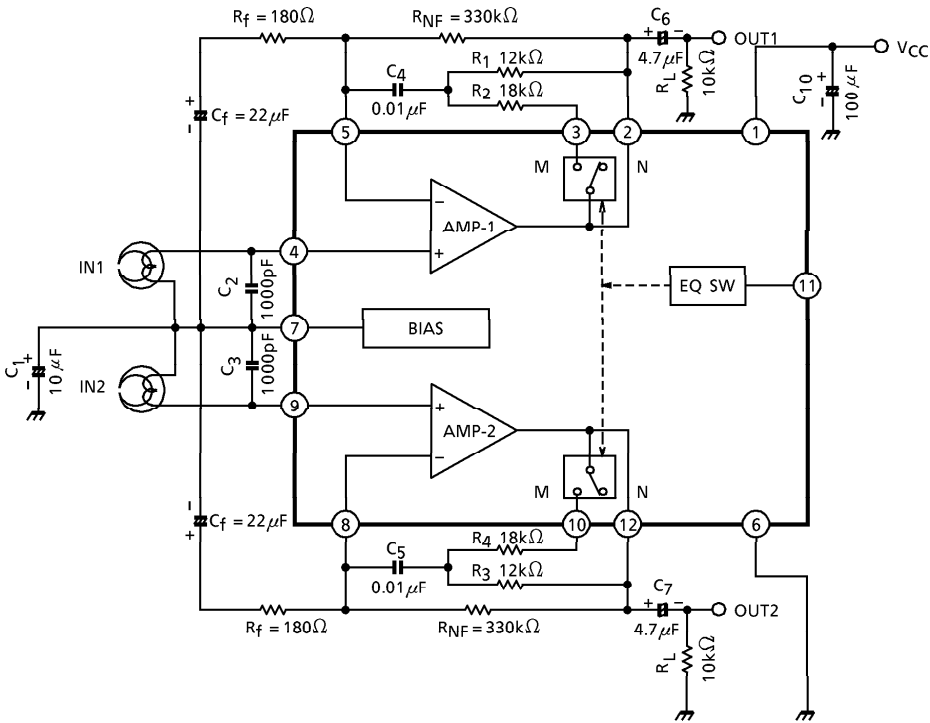 Rf = 180Ω
RNF = 330kΩ
C6
+ −
4.7μF
OUT1
RL
10kΩ
VCC
C10
+
-
100μF
C4
0.01μF
R1 12kΩ
R2 18kΩ
+
-
Cf = 22μF
5
3
2
1
M
N
−
+
AMP-1
IN1
4
C2
1000pF
EQ SW
11
7
BIAS
C1
+
-
10μF
C3
1000pF
IN2
9
+
−
AMP-2
M
N
-
+
Cf = 22μF
8
10
12
6
C5
0.01μF
R4 18kΩ
R3 12kΩ
C7
+ −
4.7μF
OUT2
Rf = 180Ω
RNF = 330kΩ
RL
10kΩ